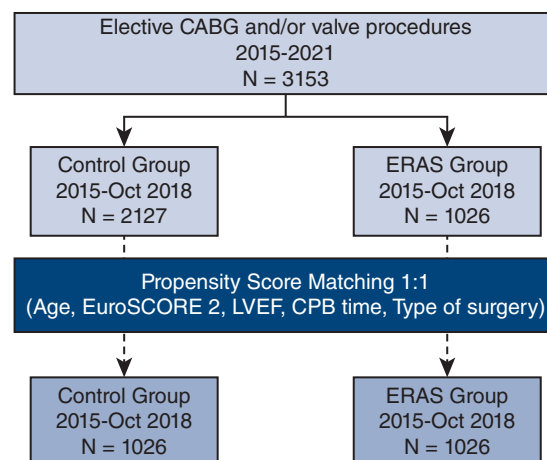 Elective CABG and/or valve procedures
2015-2021
N = 3153
Control Group
2015-Oct 2018
N = 2127
ERAS Group
2015-Oct 2018
N = 1026
Propensity Score Matching 1:1
(Age, EuroSCORE 2, LVEF, CPB time, Type of surgery)
Control Group
2015-Oct 2018
N = 1026
ERAS Group
2015-Oct 2018
N = 1026